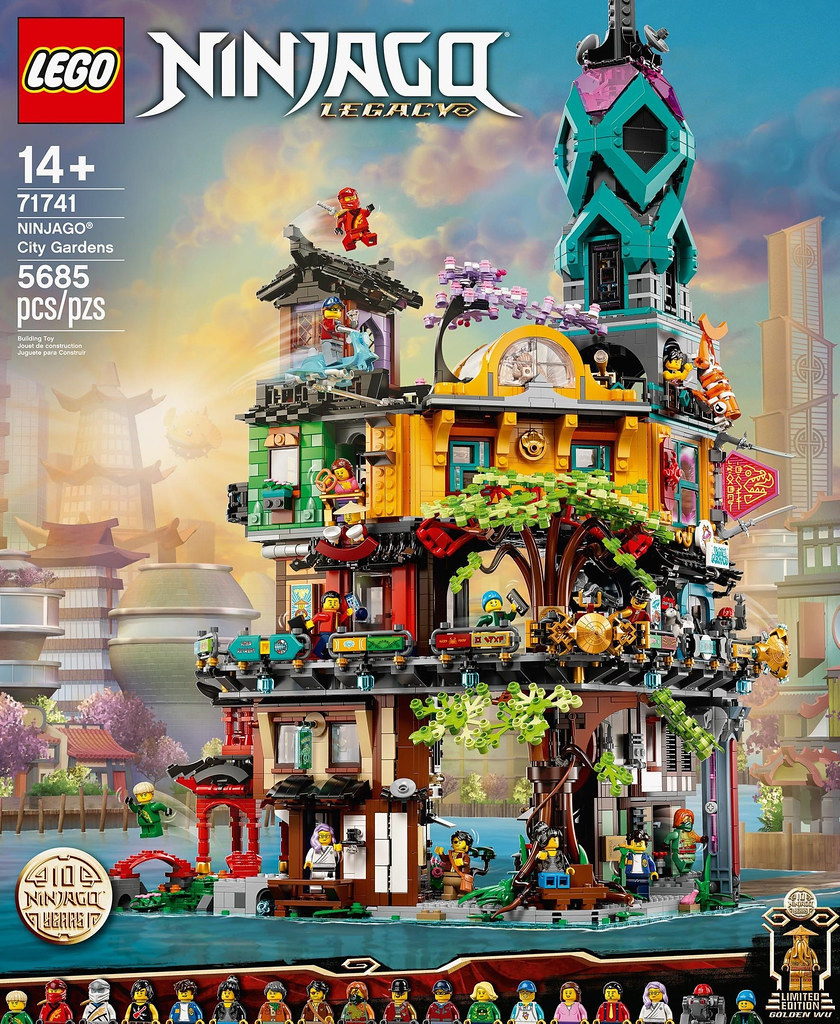 LEGO
NINJAGO®
LEGACY
14+
71741
NINJAGO®
City Gardens
5685
pcs/pzs
Building Toy
Jouet de construction
Juguete para Construir
10
NINJAGO
YEARS
LIMITED
EDITION
GOLDEN WU